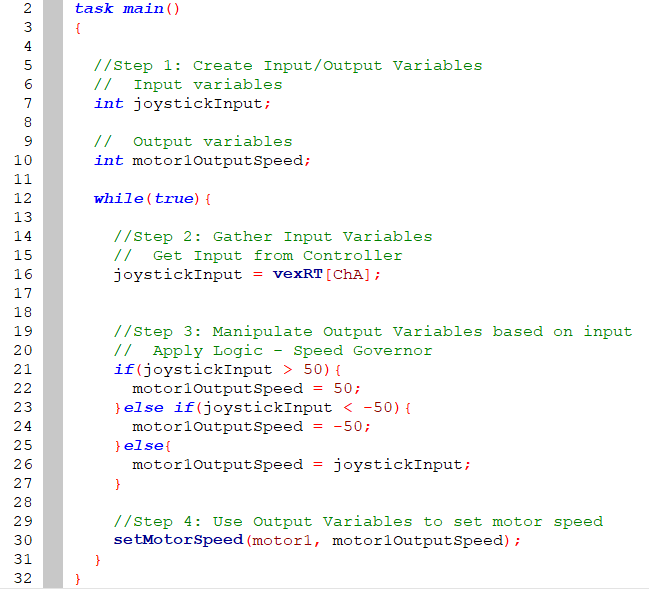 2 task main()
3 {
4
5 //Step 1: Create Input/Output Variables
6 //  Input variables
7 int joystickInput;
8
9 //  Output variables
10 int motor1OutputSpeed;
11
12 while(true){
13
14 //Step 2: Gather Input Variables
15 //  Get Input from Controller
16 joystickInput = vexRT[ChA];
17
18
19 //Step 3: Manipulate Output Variables based on input
20 //  Apply Logic - Speed Governor
21 if(joystickInput > 50){
22 motor1OutputSpeed = 50;
23 }else if(joystickInput < -50){
24 motor1OutputSpeed = -50;
25 }else{
26 motor1OutputSpeed = joystickInput;
27 }
28
29 //Step 4: Use Output Variables to set motor speed
30 setMotorSpeed(motor1, motor1OutputSpeed);
31 }
32 }